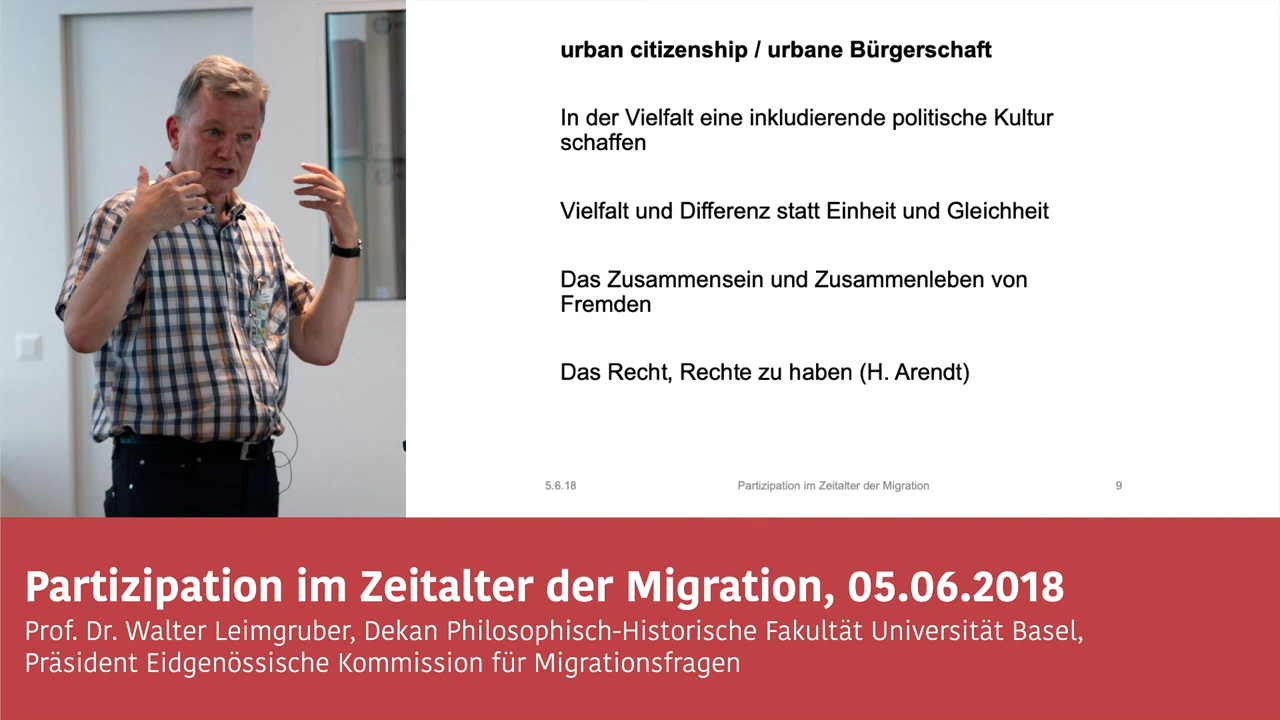 urban citizenship / urbane Bürgerschaft
In der Vielfalt eine inkludierende politische Kultur
schaffen
Vielfalt und Differenz statt Einheit und Gleichheit
Das Zusammensein und Zusammenleben von
Fremden
Das Recht, Rechte zu haben (H. Arendt)
5.6.18 Partizipation im Zeitalter der Migration 9
Partizipation im Zeitalter der Migration, 05.06.2018
Prof. Dr. Walter Leimgruber, Dekan Philosophisch-Historische Fakultät Universität Basel,
Präsident Eidgenössische Kommission für Migrationsfragen